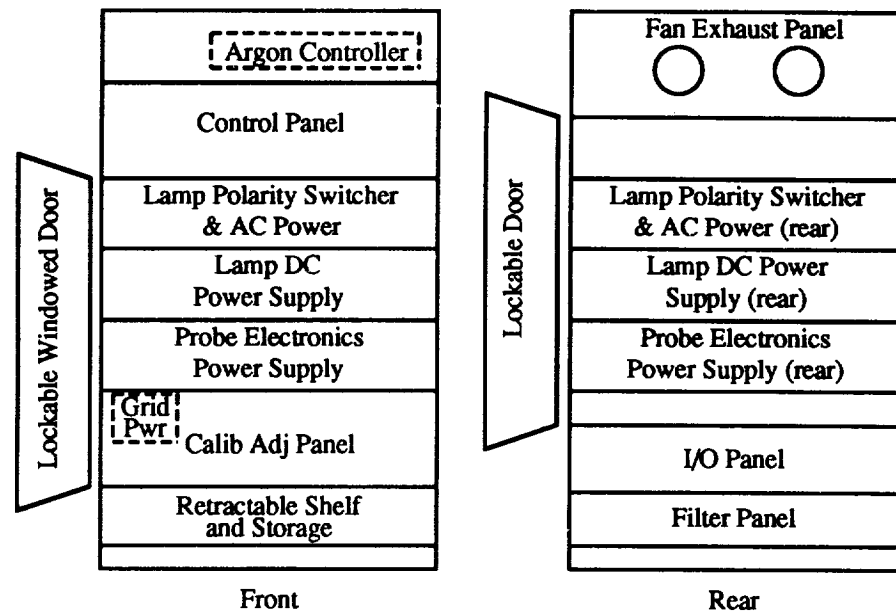 Argon Controller
Control Panel
Lockable Windowed Door
Lamp Polarity Switcher
& AC Power
Lamp DC
Power Supply
Probe Electronics
Power Supply
Grid
Pwr
Calib Adj Panel
Retractable Shelf
and Storage
Front
Fan Exhaust Panel
Lockable Door
Lamp Polarity Switcher
& AC Power (rear)
Lamp DC Power
Supply (rear)
Probe Electronics
Power Supply (rear)
I/O Panel
Filter Panel
Rear